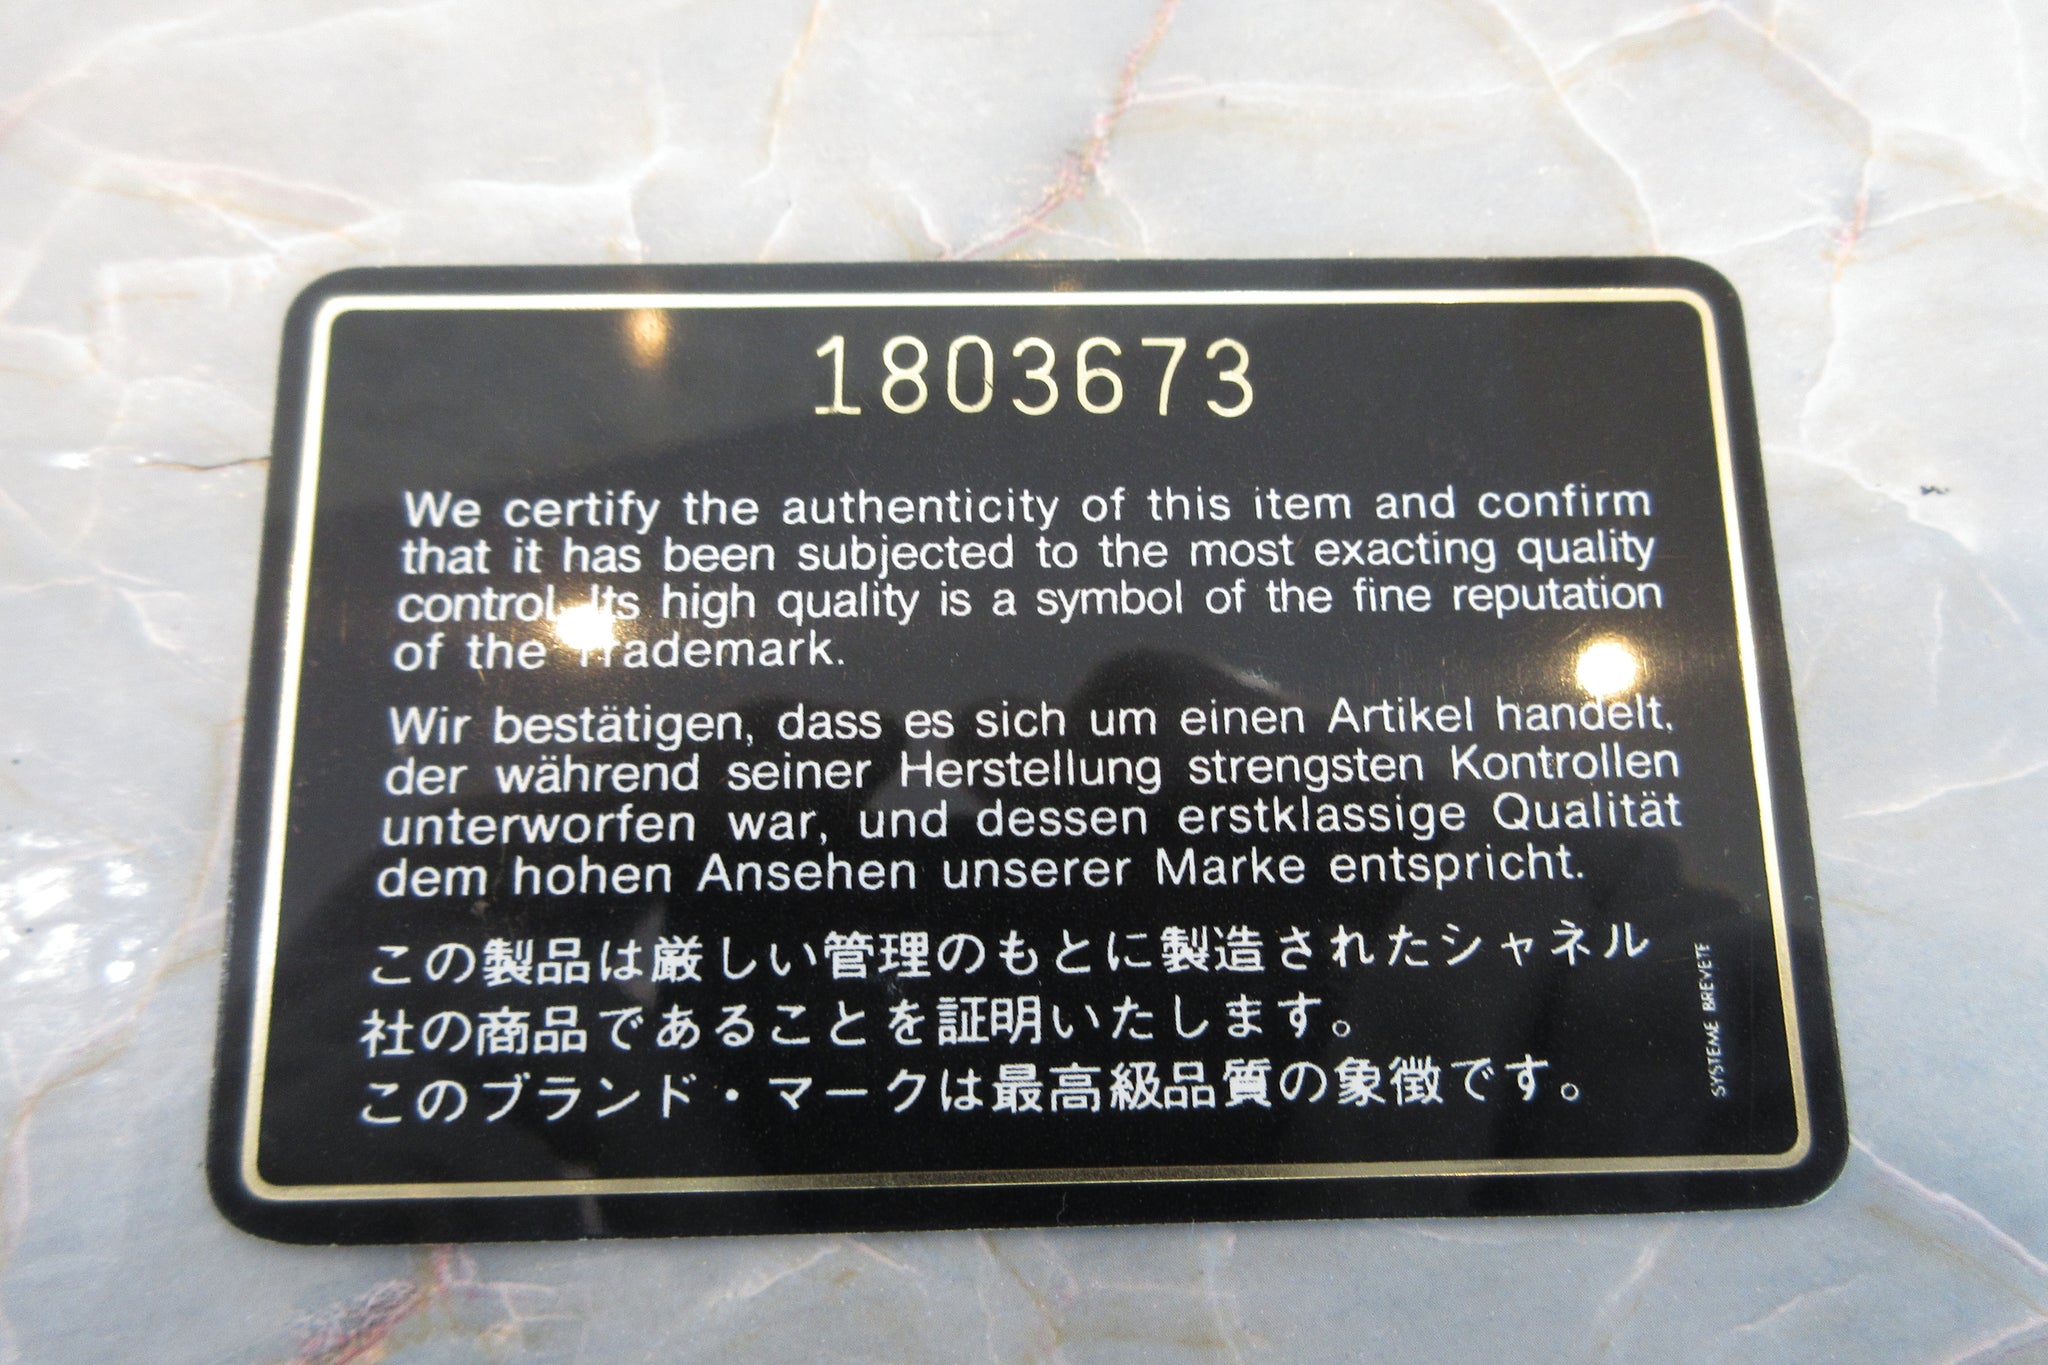 1803673
We certify the authenticity of this item and confirm
that it has been subjected to the most exacting quality
control. Its high quality is a symbol of the fine reputation
of the Trademark.
Wir bestätigen, dass es sich um einen Artikel handelt,
der während seiner Herstellung strengsten Kontrollen
unterworfen war, und dessen erstklassige Qualität
dem hohen Ansehen unserer Marke entspricht.
この製品は厳しい管理のもとに製造されたシャネル
社の商品であることを証明いたします。
このブランド・マークは最高級品質の象徴です。
SYSTEME BREVETE